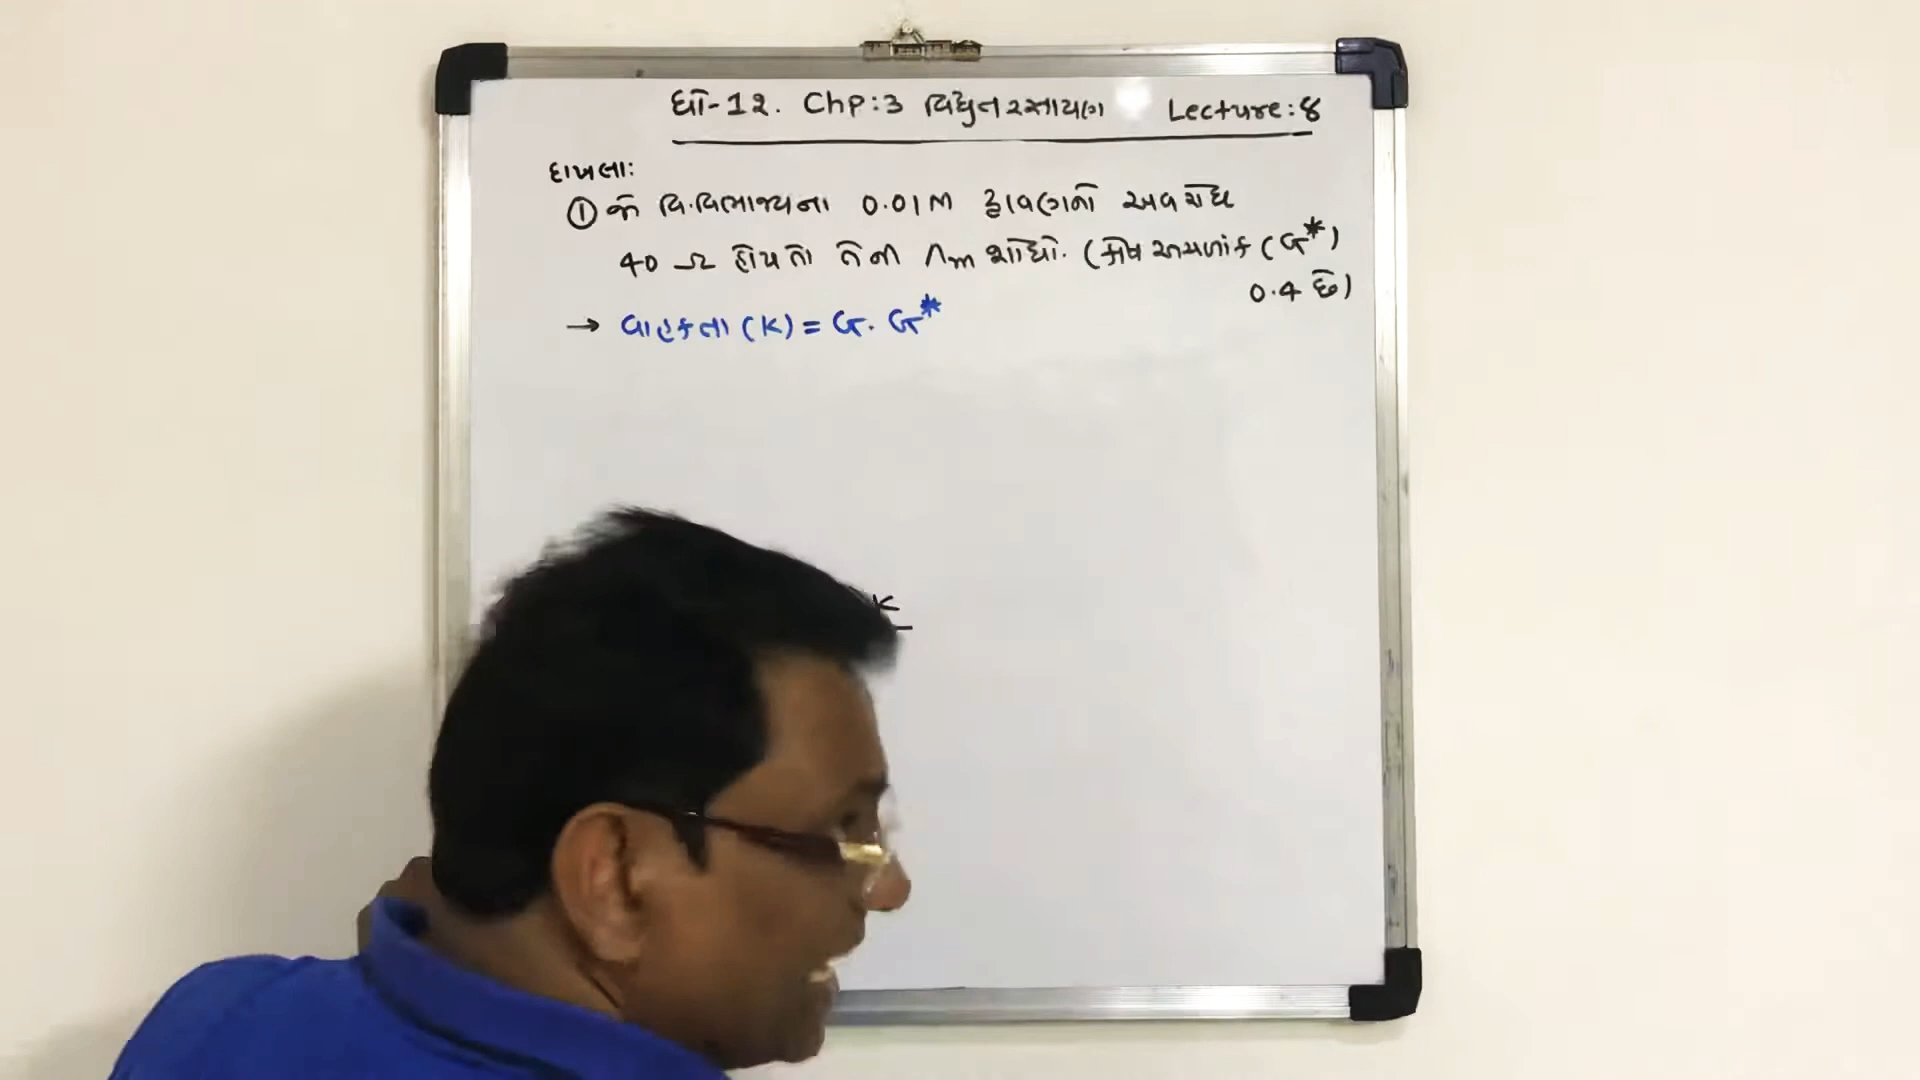 ધો-12. Chp:3 વિદ્યુતરસાયણ Lecture:8
દાખલા:
① જો વિ.વિભાજ્યના 0.01M દ્રાવણનો અવરોધ
40 Ω હોય તો તેની Λm શોધો. (કોષ અચળાંક (G*)
0.4 છે)
→ વાહકતા (K) = G. G*
K